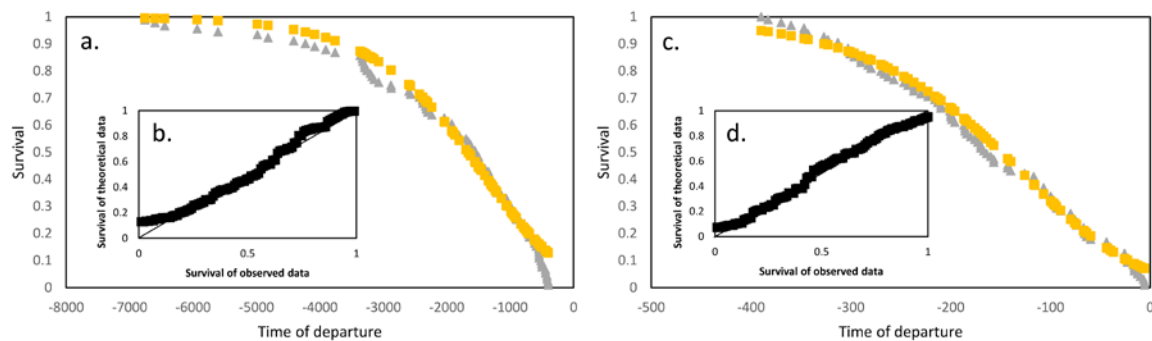 a.
Survival
1
0.9
0.8
0.7
0.6
0.5
0.4
0.3
0.2
0.1
0
-8000 -7000 -6000 -5000 -4000 -3000 -2000 -1000 0
Time of departure
b.
Survival of theoretical data
1
0.8
0.6
0.4
0.2
0
0 0.5 1
Survival of observed data
c.
Survival
1
0.9
0.8
0.7
0.6
0.5
0.4
0.3
0.2
0.1
0
-500 -400 -300 -200 -100 0
Time of departure
d.
Survival of theoretical data
1
0.8
0.6
0.4
0.2
0
0 0.5 1
Survival of observed data